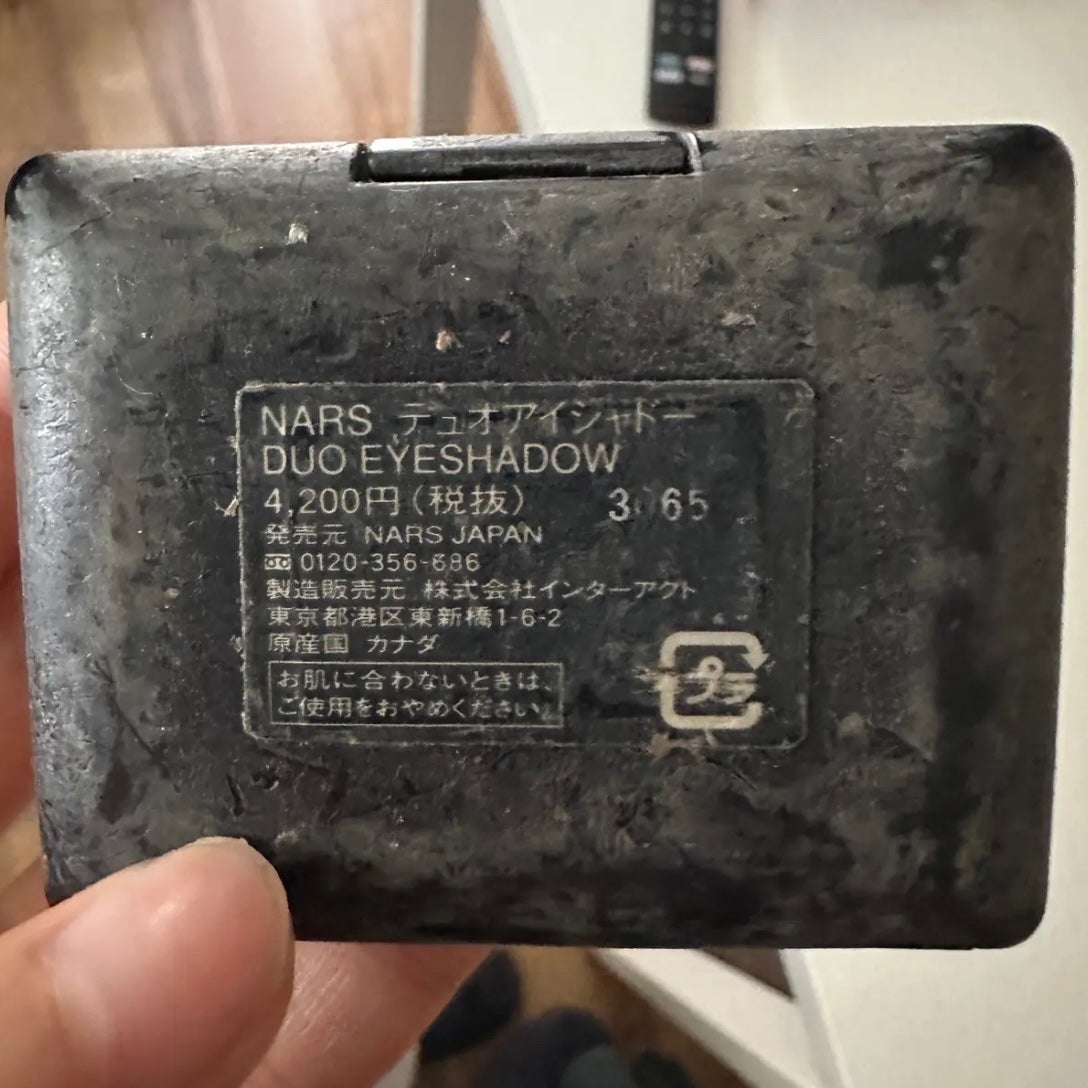 NARS デュオアイシャドー
DUO EYESHADOW
4,200円(税抜)
発売元 NARS JAPAN
0120-356-686
製造販売元 株式会社インターアクト
東京都港区東新橋1-6-2
原産国 カナダ
お肌に合わないときは、
ご使用をおやめください。
プラ